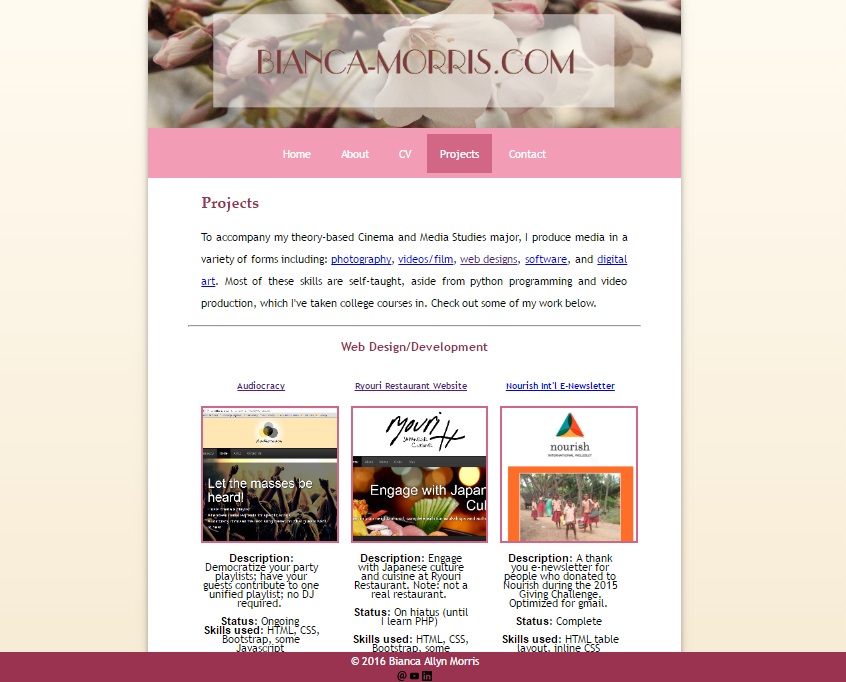 BIANCA-MORRIS.COM
Home About CV Projects Contact
Projects
To accompany my theory-based Cinema and Media Studies major, I produce media in a
variety of forms including: photography, videos/film, web designs, software, and digital
art. Most of these skills are self-taught, aside from python programming and video
production, which I've taken college courses in. Check out some of my work below.
Web Design/Development
Audiocracy
Let the masses be
heard!
Description:
Democratize your party
playlists; have your
guests contribute to one
unified playlist; no DJ
required.
Status: Ongoing
Skills used: HTML, CSS,
Bootstrap, some
Javascript
Ryouri Restaurant Website
Engage with Japan
Cul
Description: Engage
with Japanese culture
and cuisine at Ryouri
Restaurant. Note: not a
real restaurant.
Status: On hiatus (until
I learn PHP)
Skills used: HTML, CSS,
Bootstrap, some
Nourish Int'l E-Newsletter
nourish
INTERNATIONAL WELLESLEY
Description: A thank
you e-newsletter for
people who donated to
Nourish during the 2015
Giving Challenge.
Optimized for gmail.
Status: Complete
Skills used: HTML table
layout, inline CSS
© 2016 Bianca Allyn Morris